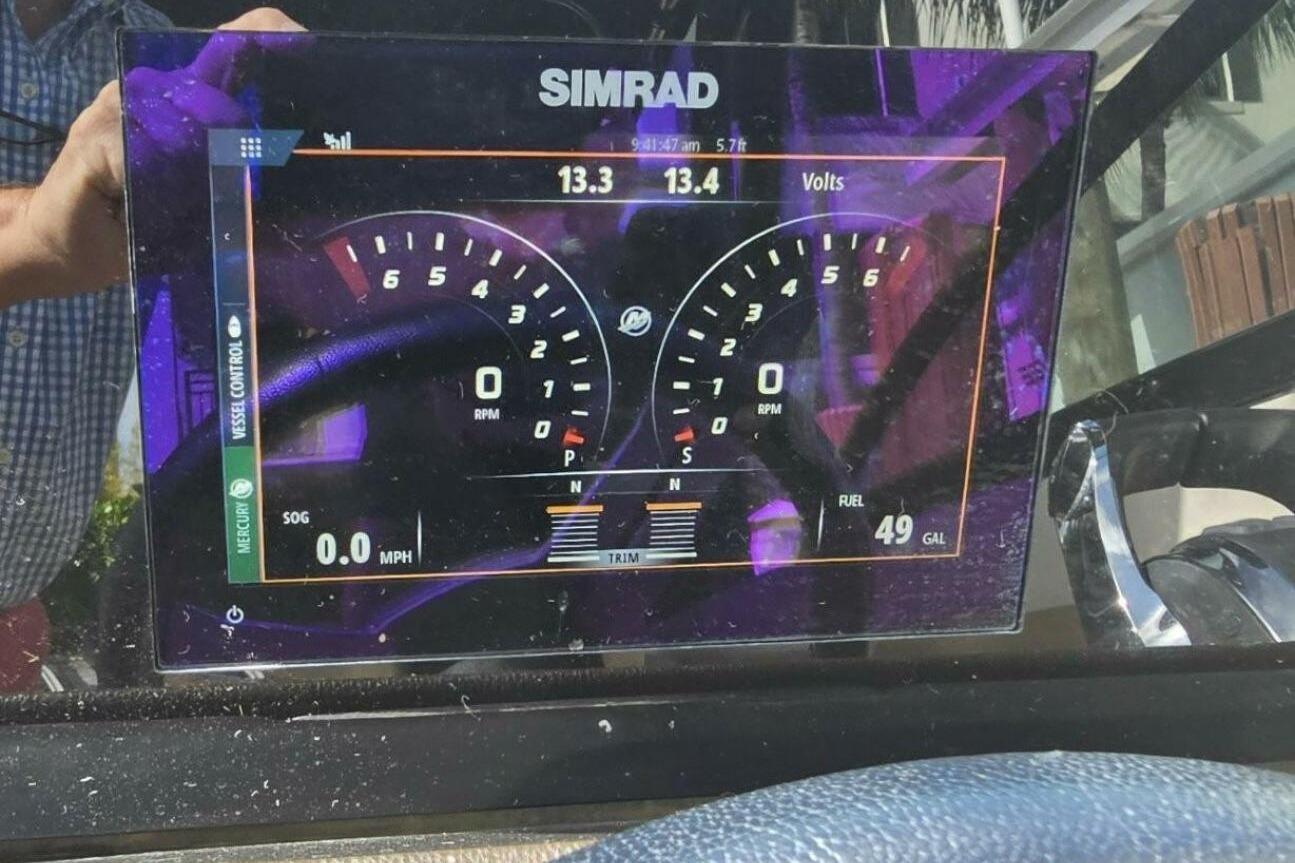 SIMRAD
9:41:47 am 5.7 ft
13.3 13.4 Volts
6 5 4 3 2 1 0
0
RPM
P
N
0 1 2 3 4 5 6
0
RPM
S
N
VESSEL CONTROL
MERCURY
SOG
0.0 MPH
TRIM
FUEL
49 GAL